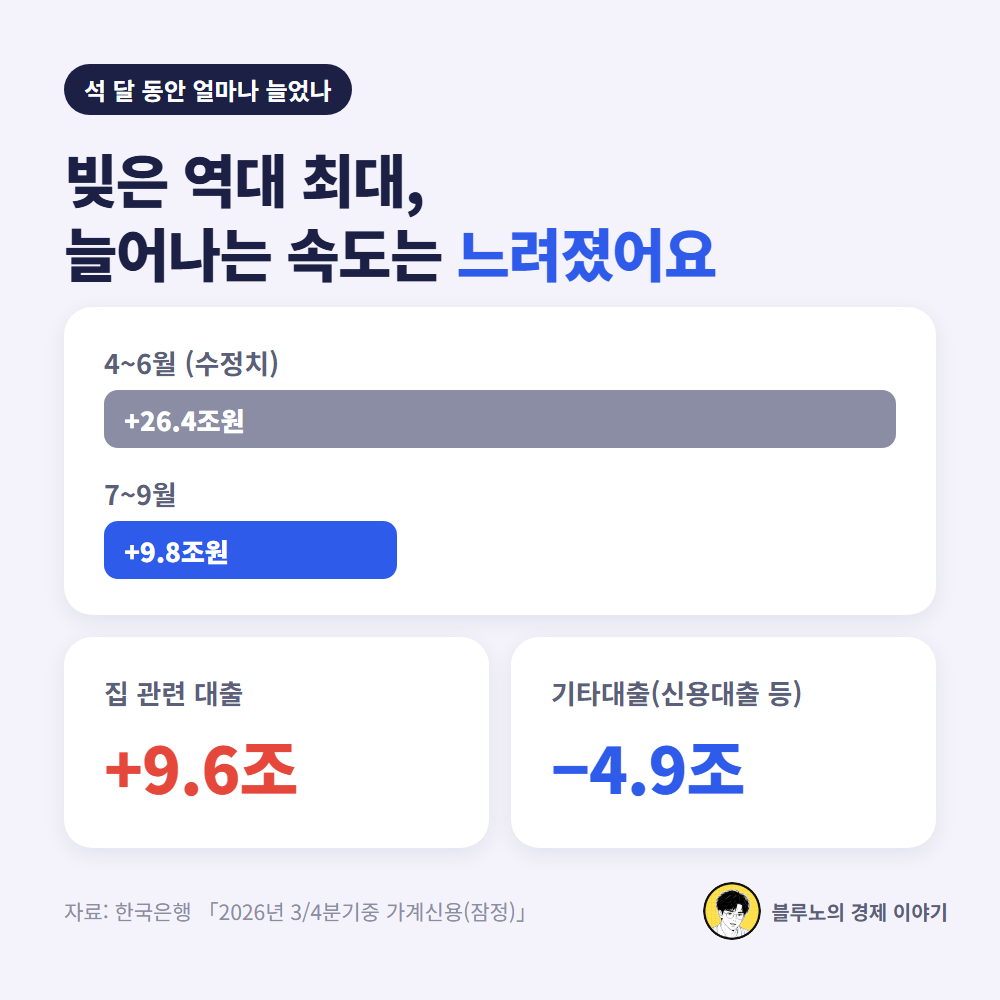 석 달 동안 얼마나 늘었나
빚은 역대 최대,
늘어나는 속도는 느려졌어요
4~6월 (수정치)
+26.4조원
7~9월
+9.8조원
집 관련 대출
+9.6조
기타대출(신용대출 등)
−4.9조
자료: 한국은행 「2026년 3/4분기중 가계신용(잠정)」
블루노의 경제 이야기